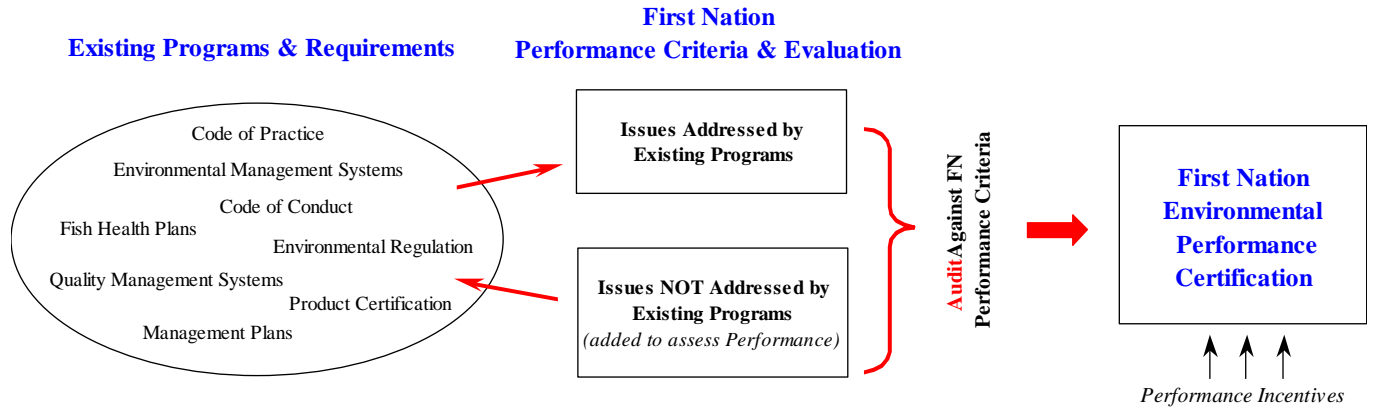 Existing Programs & Requirements
Code of Practice
Environmental Management Systems
Code of Conduct
Fish Health Plans
Environmental Regulation
Quality Management Systems
Product Certification
Management Plans
First Nation
Performance Criteria & Evaluation
Issues Addressed by
Existing Programs
Issues NOT Addressed by
Existing Programs
(added to assess Performance)
AuditAgainst FN
Performance Criteria
First Nation
Environmental
Performance
Certification
Performance Incentives